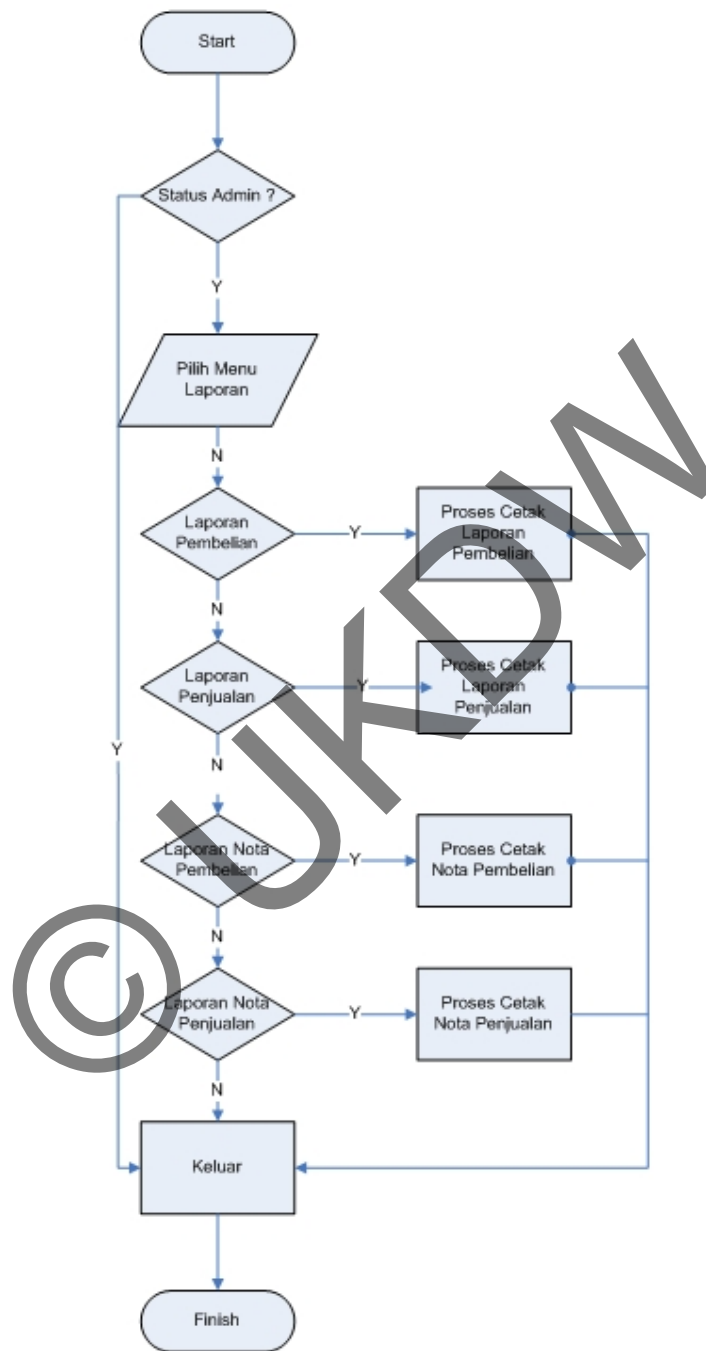 Start
Status Admin ?
Y
Pilih Menu
Laporan
N
Laporan
Pembelian
Y
Proses Cetak
Laporan
Pembelian
N
Laporan
Penjualan
Y
Proses Cetak
Laporan
Penjualan
Y
N
Laporan Nota
Pembelian
Y
Proses Cetak
Nota Pembelian
N
Laporan Nota
Penjualan
Y
Proses Cetak
Nota Penjualan
N
Keluar
Finish
© UKDW